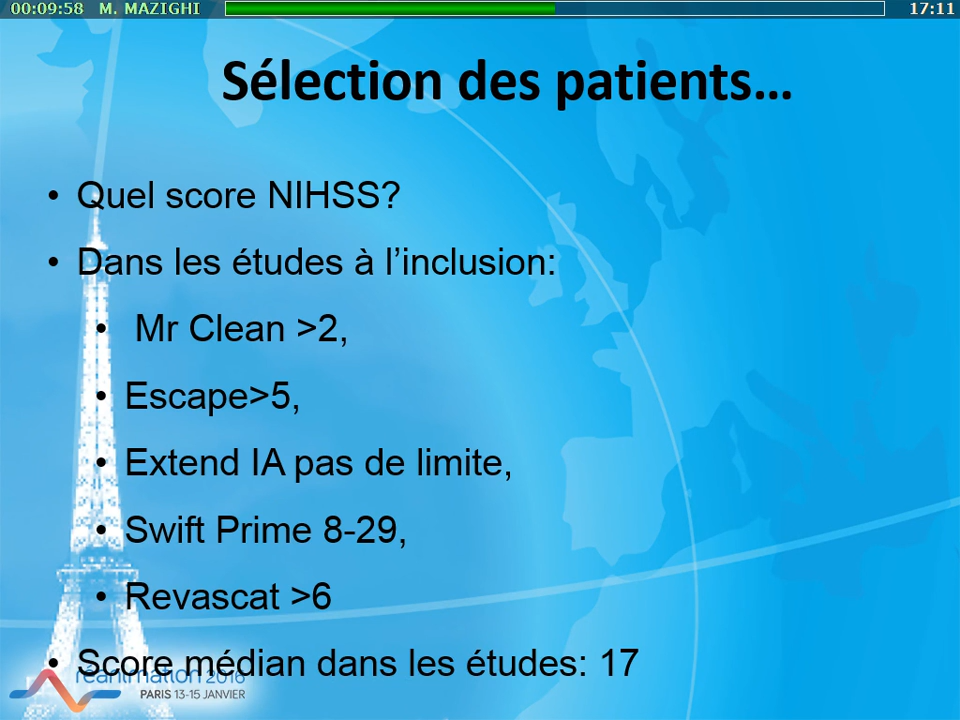 00:09:58 M. MAZIGHI 17:11
Sélection des patients…
• Quel score NIHSS?
• Dans les études à l’inclusion:
• Mr Clean >2,
• Escape>5,
• Extend IA pas de limite,
• Swift Prime 8-29,
• Revascat >6
• Score médian dans les études: 17
réanimation 2016
PARIS 13-15 JANVIER